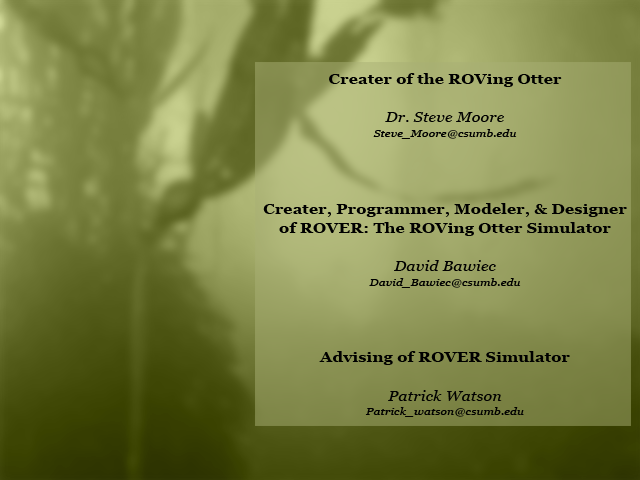 Creater of the ROVing Otter
Dr. Steve Moore
Steve_Moore@csumb.edu
Creater, Programmer, Modeler, & Designer
of ROVER: The ROVing Otter Simulator
David Bawiec
David_Bawiec@csumb.edu
Advising of ROVER Simulator
Patrick Watson
Patrick_watson@csumb.edu